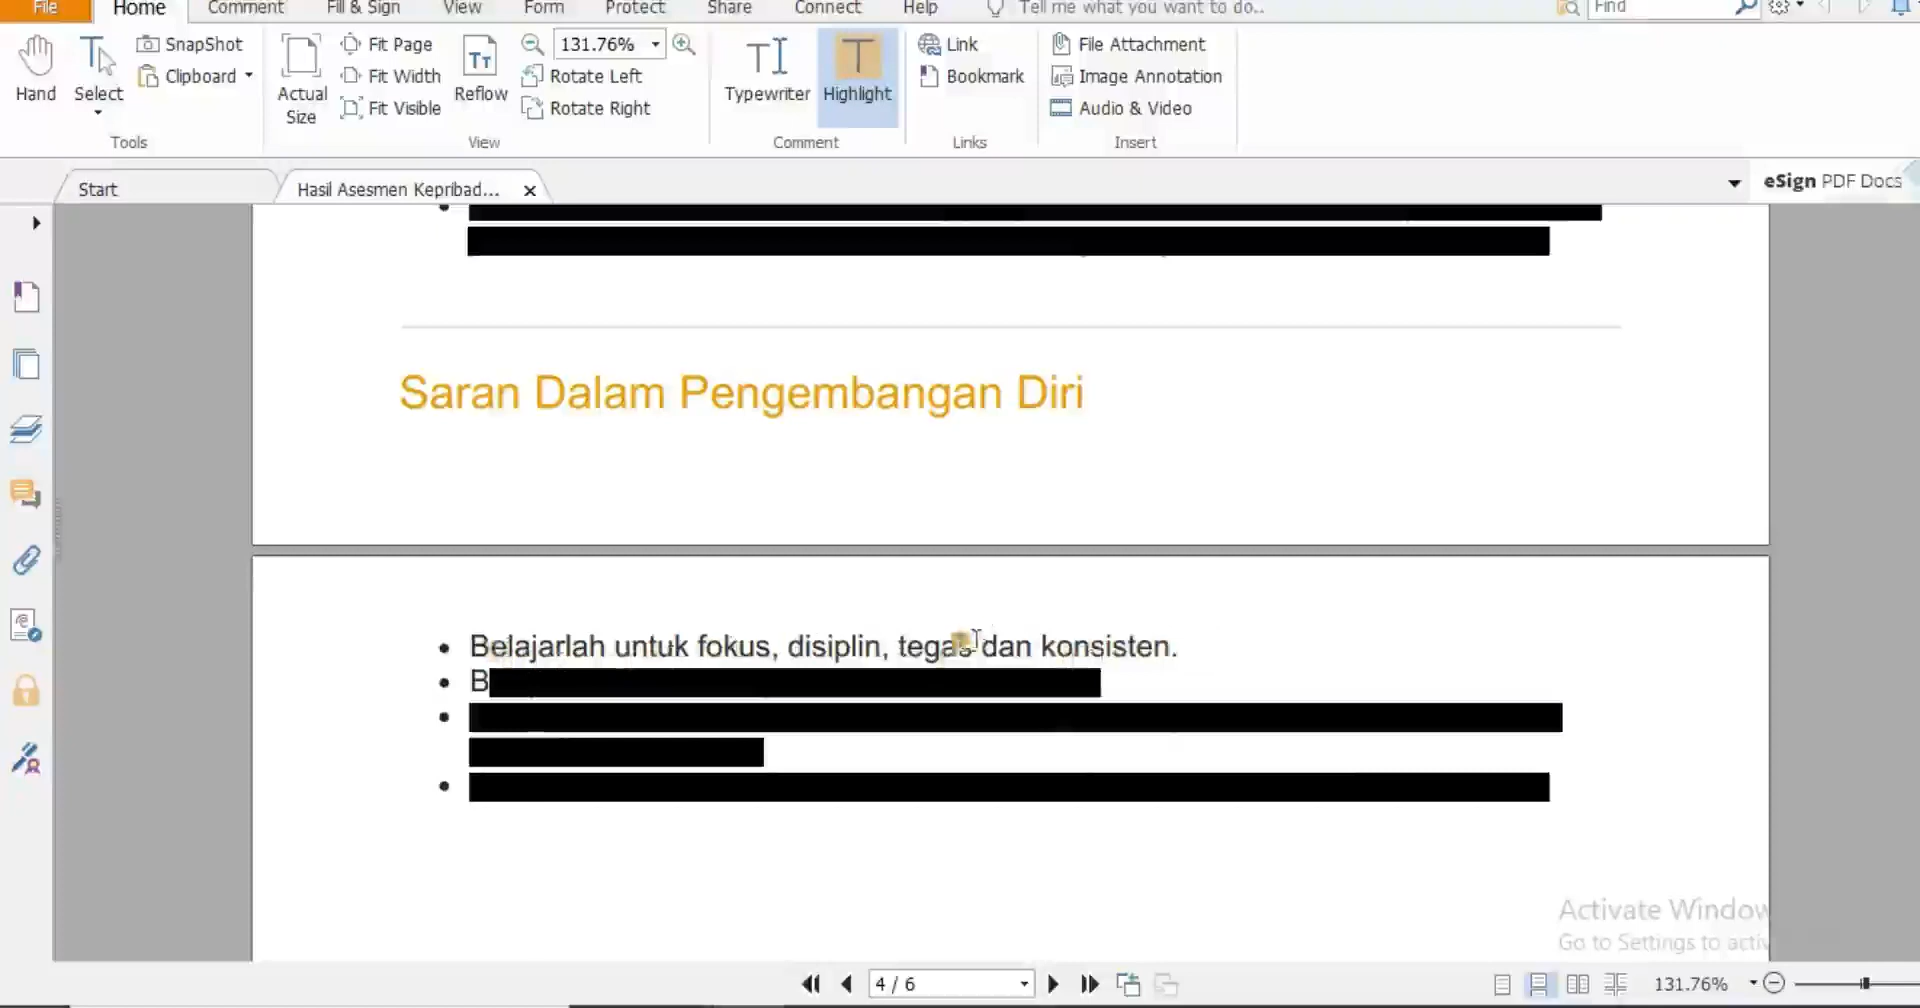 File Home Comment Fill & Sign View Form Protect Share Connect Help Tell me what you want to do.. Find
SnapShot Fit Page 131.76% Link File Attachment
Clipboard Fit Width Rotate Left Bookmark Image Annotation
Hand Select Actual Size Fit Visible Reflow Rotate Right Typewriter Highlight Audio & Video
Tools View Comment Links Insert
Start Hasil Asesmen Kepribad... eSign PDF Docs
Saran Dalam Pengembangan Diri
• Belajarlah untuk fokus, disiplin, tegas dan konsisten.
• B
Activate Window
Go to Settings to activ
4 / 6 131.76%